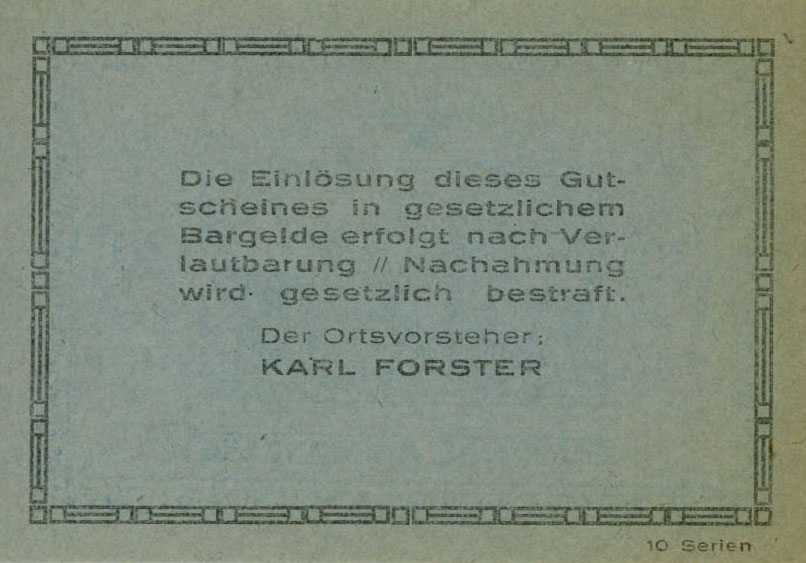 Die Einlösung dieses Gut-
scheines in gesetzlichem
Bargelde erfolgt nach Ver-
lautbarung // Nachahmung
wird gesetzlich bestraft.
Der Ortsvorsteher:
KARL FORSTER
10 Serien